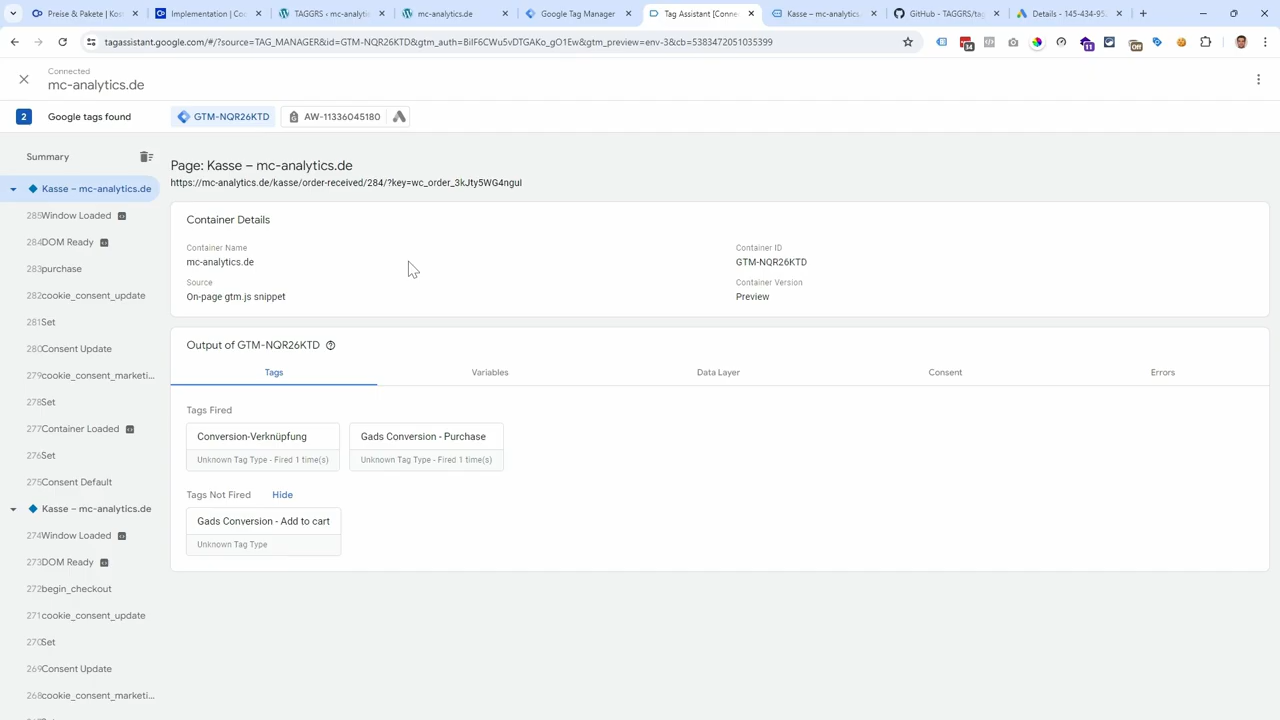 Preise & Pakete | Kos
Implementation | Coo
TAGGRS ‹ mc-analytic
mc-analytics.de
Google Tag Manager
Tag Assistant [Conne
Kasse – mc-analytics.
GitHub - TAGGRS/tag
Details - 145-434-95
tagassistant.google.com/#/?source=TAG_MANAGER&id=GTM-NQR26KTD&gtm_auth=BiIF6CWu5vDTGAKo_gO1Ew&gtm_preview=env-3&cb=5383472051035399
14
11
Off
Connected
mc-analytics.de
2
Google tags found
GTM-NQR26KTD
AW-11336045180
Summary
Kasse – mc-analytics.de
285 Window Loaded
284 DOM Ready
283 purchase
282 cookie_consent_update
281 Set
280 Consent Update
279 cookie_consent_marketi...
278 Set
277 Container Loaded
276 Set
275 Consent Default
Kasse – mc-analytics.de
274 Window Loaded
273 DOM Ready
272 begin_checkout
271 cookie_consent_update
270 Set
269 Consent Update
268 cookie_consent_marketi...
Page: Kasse – mc-analytics.de
https://mc-analytics.de/kasse/order-received/284/?key=wc_order_3kJty5WG4nguI
Container Details
Container Name
mc-analytics.de
Container ID
GTM-NQR26KTD
Source
On-page gtm.js snippet
Container Version
Preview
Output of GTM-NQR26KTD
Tags
Variables
Data Layer
Consent
Errors
Tags Fired
Conversion-Verknüpfung
Unknown Tag Type - Fired 1 time(s)
Gads Conversion - Purchase
Unknown Tag Type - Fired 1 time(s)
Tags Not Fired
Hide
Gads Conversion - Add to cart
Unknown Tag Type